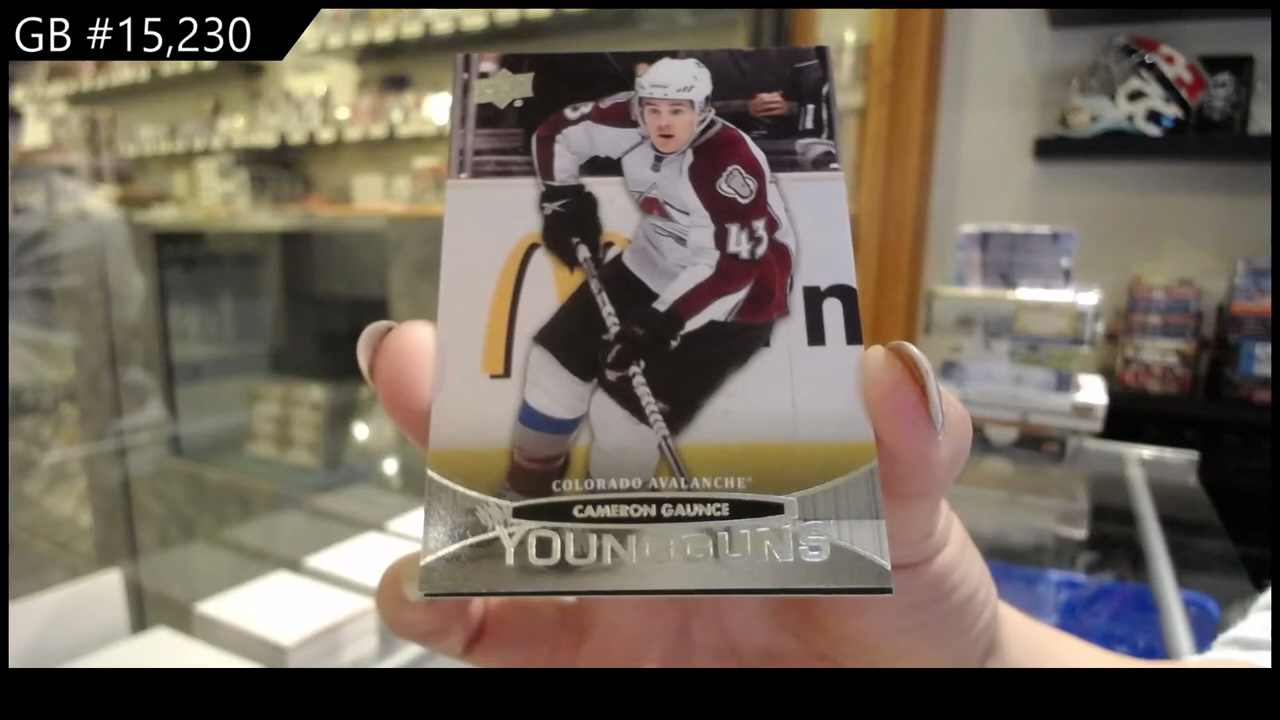 GB #15,230
43
n
COLORADO AVALANCHE
CAMERON GAUNCE
YOUNG GUNS